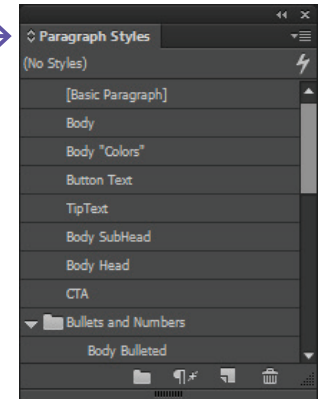 Paragraph Styles
(No Styles)
[Basic Paragraph]
Body
Body "Colors"
Button Text
TipText
Body SubHead
Body Head
CTA
Bullets and Numbers
Body Bulleted